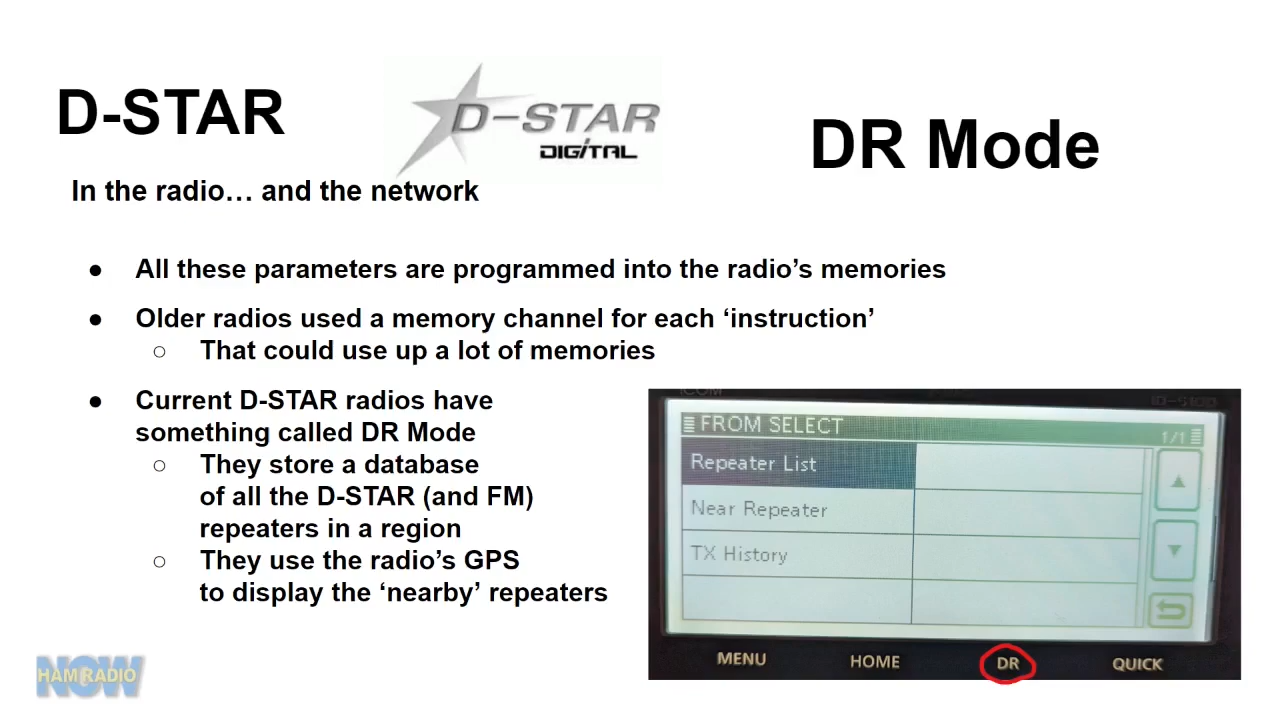 D-STAR
D-STAR
DIGITAL
DR Mode
In the radio… and the network
● All these parameters are programmed into the radio’s memories
● Older radios used a memory channel for each ‘instruction’
○ That could use up a lot of memories
● Current D-STAR radios have
something called DR Mode
○ They store a database
of all the D-STAR (and FM)
repeaters in a region
○ They use the radio’s GPS
to display the ‘nearby’ repeaters
ICOM
FROM SELECT
1/1
Repeater List
Near Repeater
TX History
MENU
HOME
DR
QUICK
HAM RADIO
NOW